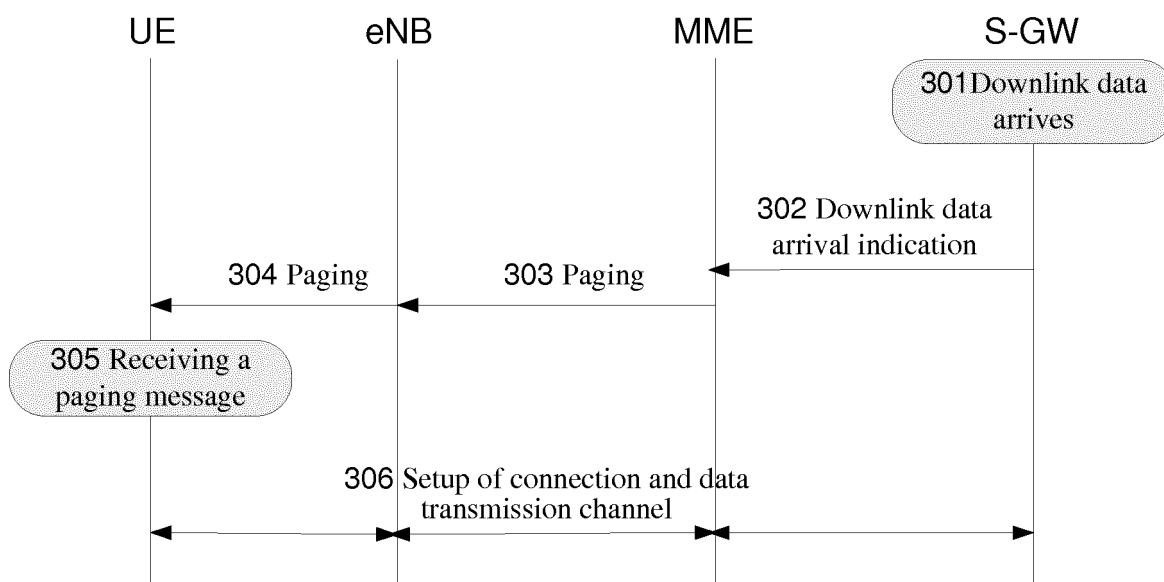 UE eNB MME S-GW
301Downlink data
arrives
302 Downlink data
arrival indication
304 Paging 303 Paging
305 Receiving a
paging message
306 Setup of connection and data
transmission channel